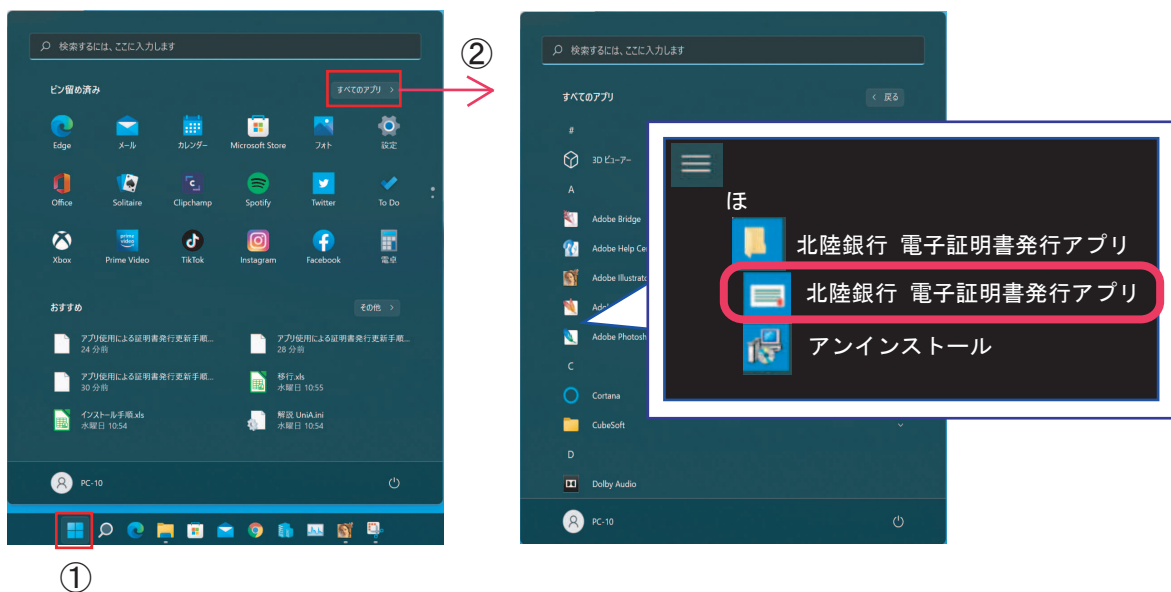 検索するには、ここに入力します
ピン留め済み
すべてのアプリ >
Edge
メール
カレンダー
Microsoft Store
フォト
設定
Office
Solitaire
Clipchamp
Spotify
Twitter
To Do
prime video
Xbox
Prime Video
TikTok
Instagram
Facebook
電卓
おすすめ
その他 >
アプリ使用による証明書発行更新手順...
24 分前
アプリ使用による証明書発行更新手順...
28 分前
アプリ使用による証明書発行更新手順...
30 分前
移行.xls
水曜日 10:55
インストール手順.xls
水曜日 10:54
解説 UniA.ini
水曜日 10:54
PC-10
①
②
検索するには、ここに入力します
すべてのアプリ
< 戻る
#
3D ビューアー
A
Adobe Bridge
Adobe Help Ce
Adobe Illustrato
Ado
Adobe Photosh
C
Cortana
CubeSoft
D
Dolby Audio
PC-10
ほ
北陸銀行 電子証明書発行アプリ
北陸銀行 電子証明書発行アプリ
アンインストール